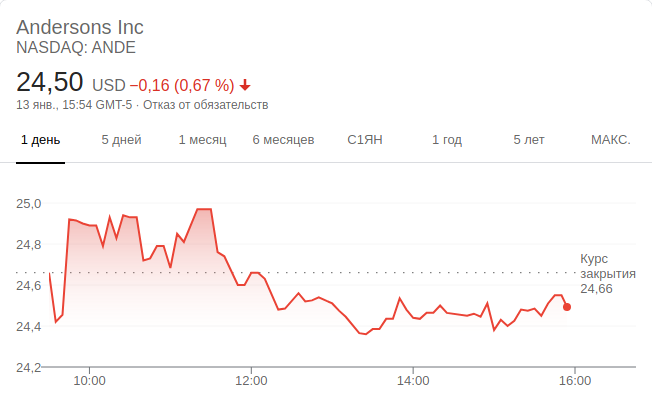 Andersons Inc
NASDAQ: ANDE
24,50 USD −0,16 (0,67 %)
13 янв., 15:54 GMT-5 · Отказ от обязательств
1 день 5 дней 1 месяц 6 месяцев С1ЯН 1 год 5 лет МАКС.
25,0
24,8
Курс
закрытия
24,66
24,6
24,4
24,2
10:00 12:00 14:00 16:00